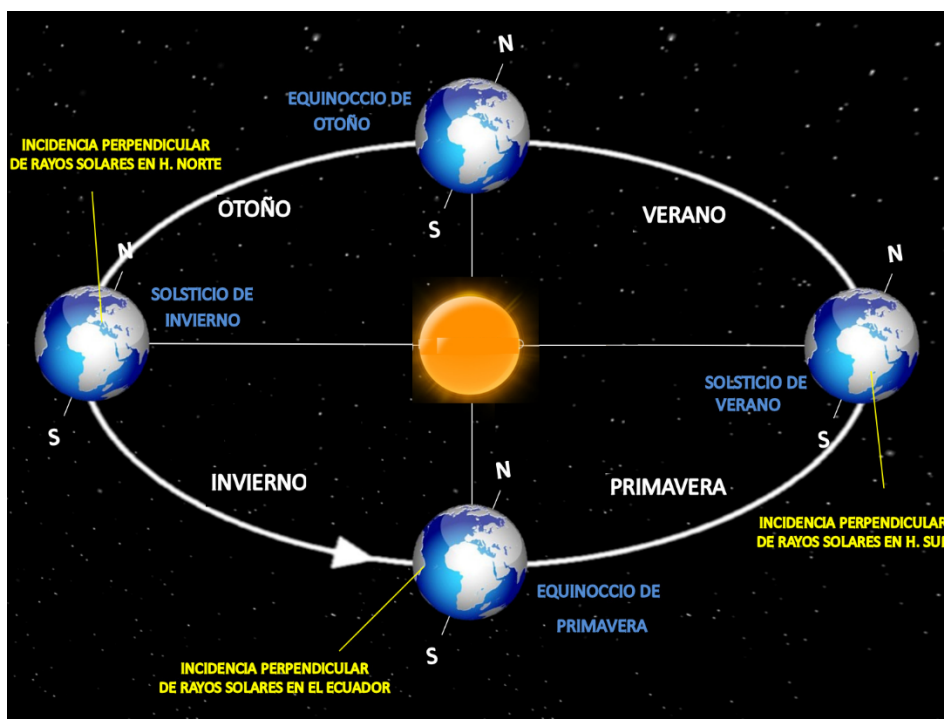 N
EQUINOCCIO DE
OTOÑO
INCIDENCIA PERPENDICULAR
DE RAYOS SOLARES EN H. NORTE
OTOÑO
VERANO
S
N
N
SOLSTICIO DE
INVIERNO
SOLSTICIO DE
VERANO
S
S
N
INVIERNO
PRIMAVERA
INCIDENCIA PERPENDICULAR
DE RAYOS SOLARES EN H. SU
EQUINOCCIO DE
PRIMAVERA
S
INCIDENCIA PERPENDICULAR
DE RAYOS SOLARES EN EL ECUADOR